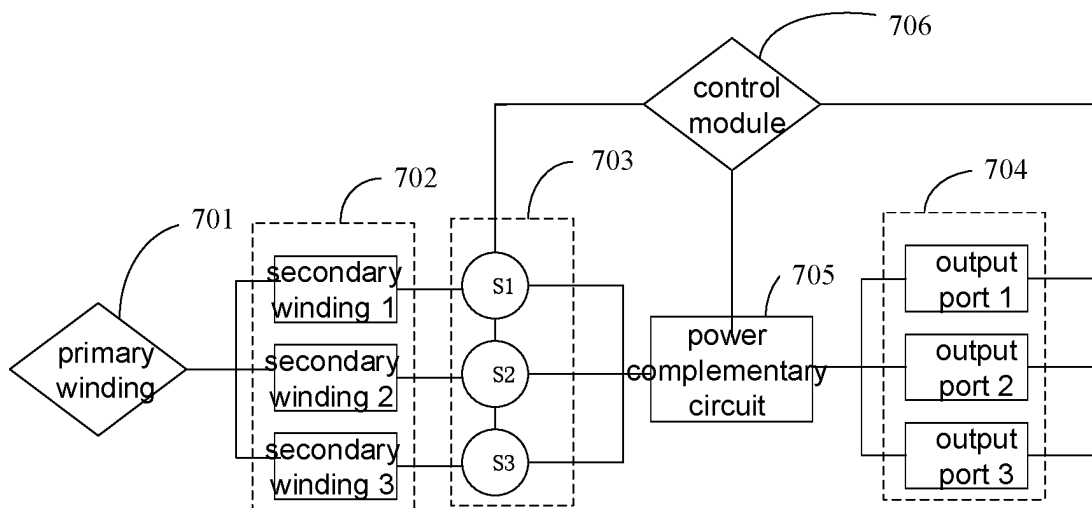 706
control
module
702
703
704
701
secondary
winding 1
S1
705
output
port 1
primary
winding
secondary
winding 2
S2
power
complementary
circuit
output
port 2
secondary
winding 3
S3
output
port 3